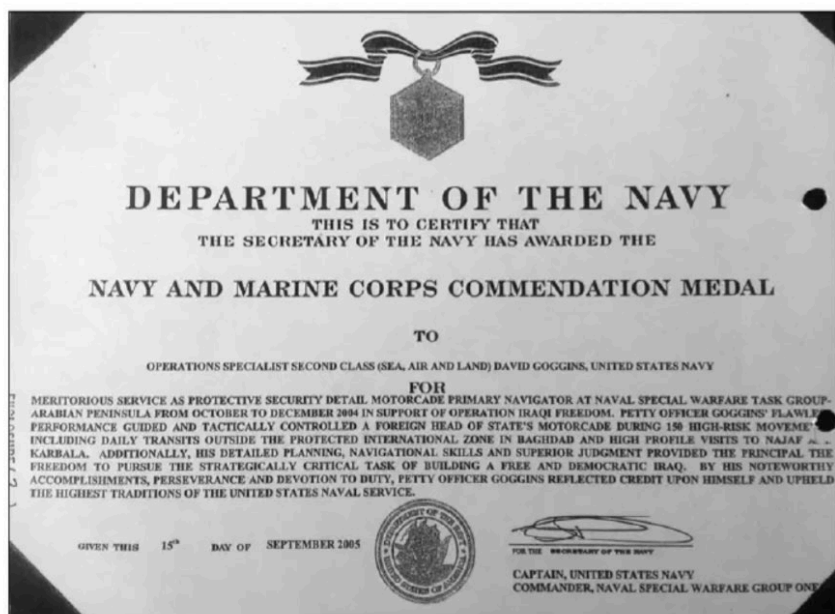 DEPARTMENT OF THE NAVY
THIS IS TO CERTIFY THAT
THE SECRETARY OF THE NAVY HAS AWARDED THE
NAVY AND MARINE CORPS COMMENDATION MEDAL
TO
OPERATIONS SPECIALIST SECOND CLASS (SEA, AIR AND LAND) DAVID GOGGINS, UNITED STATES NAVY
FOR
MERITORIOUS SERVICE AS PROTECTIVE SECURITY DETAIL MOTORCADE PRIMARY NAVIGATOR AT NAVAL SPECIAL WARFARE TASK GROUP-
ARABIAN PENINSULA FROM OCTOBER TO DECEMBER 2004 IN SUPPORT OF OPERATION IRAQI FREEDOM. PETTY OFFICER GOGGINS'
PERFORMANCE GUIDED AND TACTICALLY CONTROLLED A FOREIGN HEAD OF STATE'S MOTORCADE DURING 150 HIGH-RISK
INCLUDING DAILY TRANSITS OUTSIDE THE PROTECTED INTERNATIONAL ZONE IN BAGHDAD AND HIGH PROFILE VISITS TO NAJAF
KARBALA. ADDITIONALLY, HIS DETAILED PLANNING, NAVIGATIONAL SKILLS AND SUPERIOR JUDGMENT PROVIDED THE PRINCIPAL THE
FREEDOM TO PURSUE THE STRATEGICALLY CRITICAL TASK OF BUILDING A FREE AND DEMOCRATIC IRAQ. BY HIS NOTEWORTHY
ACCOMPLISHMENTS, PERSEVERANCE AND DEVOTION TO DUTY, PETTY OFFICER GOGGINS REFLECTED CREDIT UPON HIMSELF AND UPHELD
THE HIGHEST TRADITIONS OF THE UNITED STATES NAVAL SERVICE.
GIVEN THIS 15th DAY OF SEPTEMBER 2005
DEPARTMENT OF THE NAVY
UNITED STATES OF AMERICA
FOR THE SECRETARY OF THE NAVY
CAPTAIN, UNITED STATES NAVY
COMMANDER, NAVAL SPECIAL WARFARE GROUP ONE